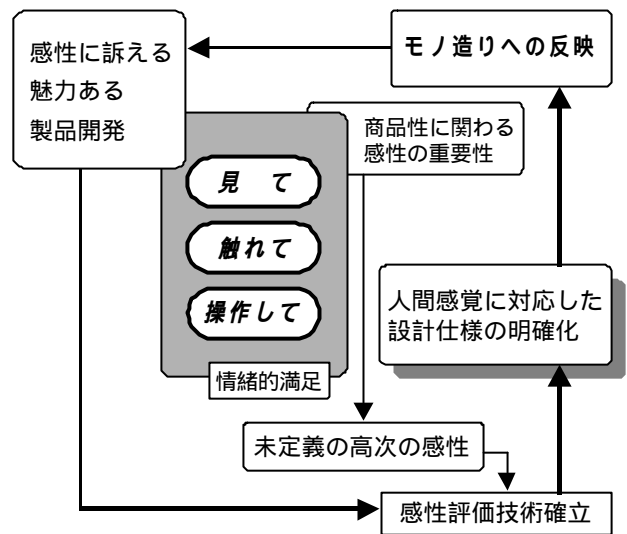 感性に訴える
魅力ある
製品開発
モノ造りへの反映
商品性に関わる
感性の重要性
見 て
触れて
操作して
情緒的満足
人間感覚に対応した
設計仕様の明確化
未定義の高次の感性
感性評価技術確立